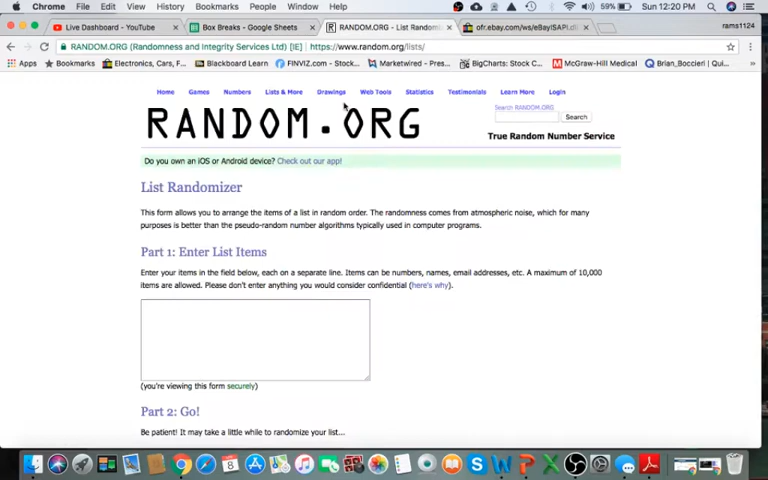 Chrome File Edit View History Bookmarks People Window Help 59% Sun 12:20 PM rams1124
Live Dashboard - YouTube Box Breaks - Google Sheets RANDOM.ORG - List Randomi ofr.ebay.com/ws/eBayISAPI.dl
RANDOM.ORG (Randomness and Integrity Services Ltd) [IE] https://www.random.org/lists/
Apps Bookmarks Electronics, Cars, F... Blackboard Learn FINVIZ.com - Stock... Marketwired - Pres... BigCharts: Stock C... McGraw-Hill Medical Brian_Boccieri | Qui...
Home Games Numbers Lists & More Drawings Web Tools Statistics Testimonials Learn More Login
RANDOM.ORG
Search RANDOM.ORG
Search
True Random Number Service
Do you own an iOS or Android device? Check out our app!
List Randomizer
This form allows you to arrange the items of a list in random order. The randomness comes from atmospheric noise, which for many
purposes is better than the pseudo-random number algorithms typically used in computer programs.
Part 1: Enter List Items
Enter your items in the field below, each on a separate line. Items can be numbers, names, email addresses, etc. A maximum of 10,000
items are allowed. Please don't enter anything you would consider confidential (here's why).
(you're viewing this form securely)
Part 2: Go!
Be patient! It may take a little while to randomize your list...